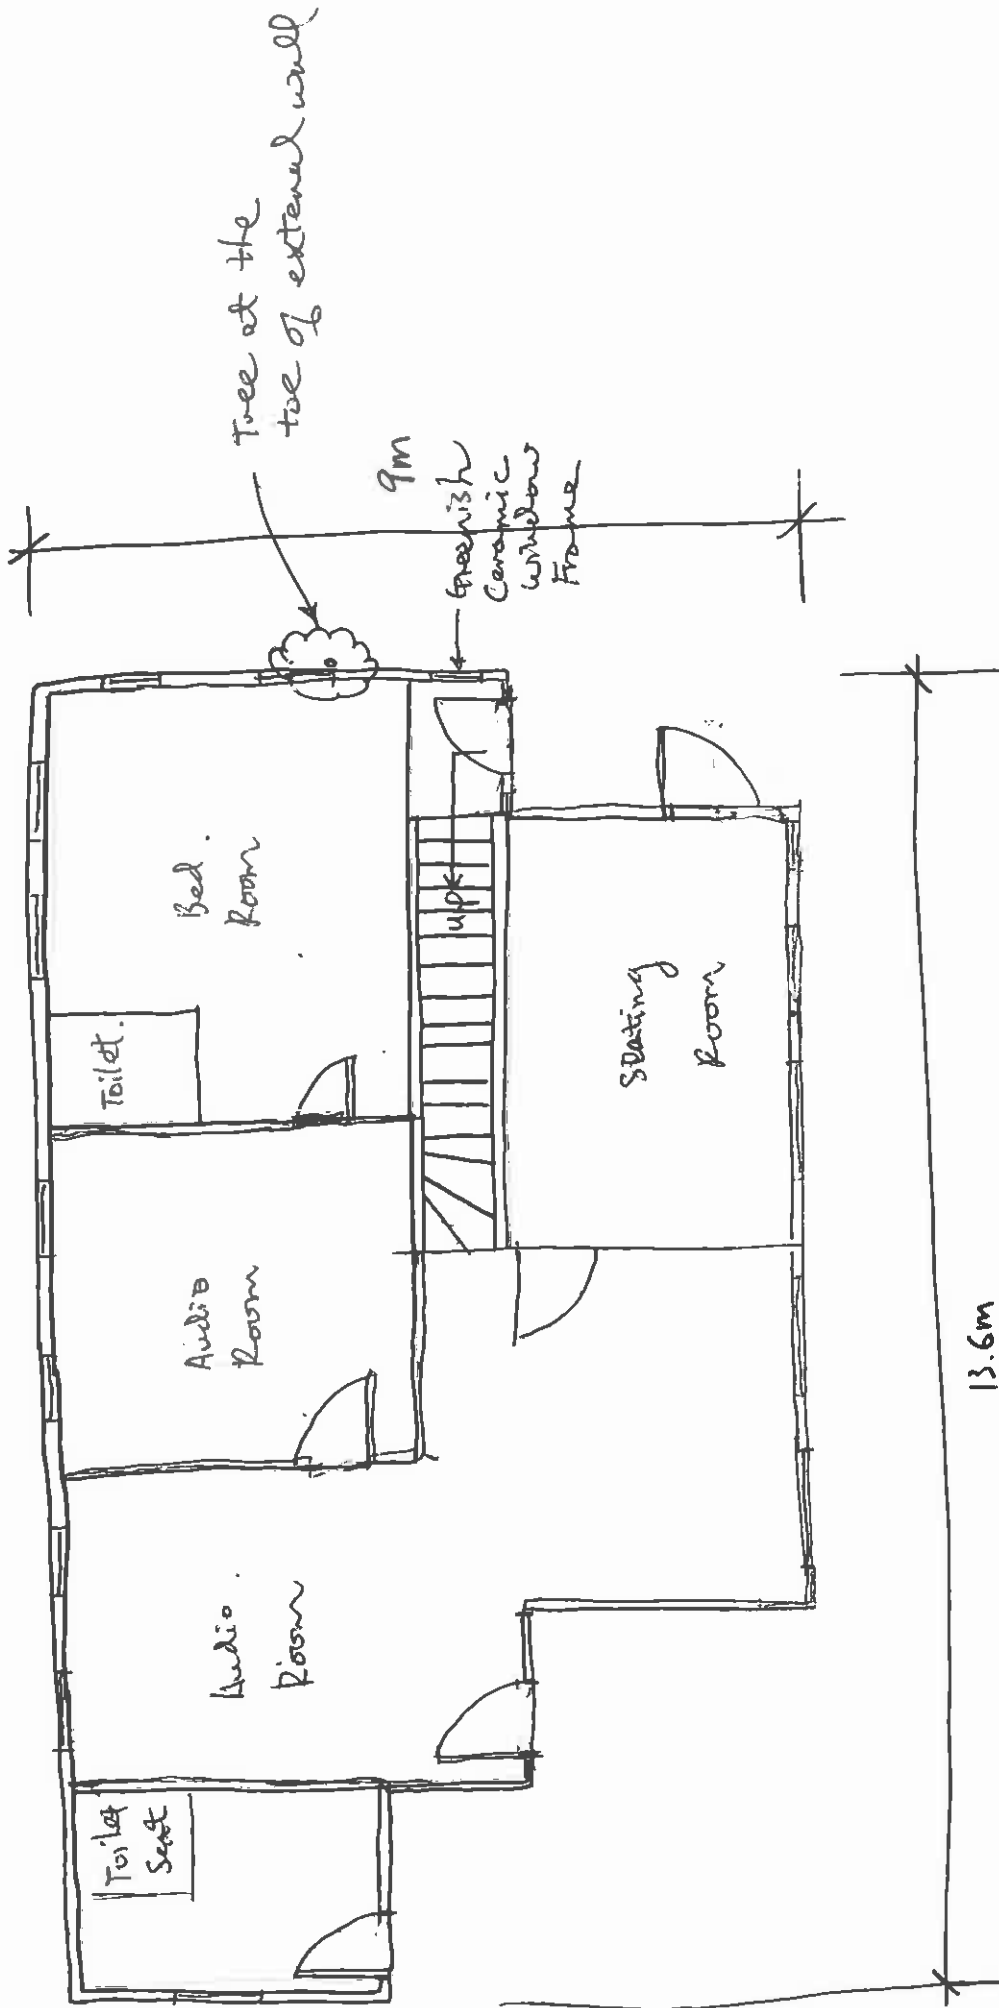 Tree at the
toe of external wall
9m
Greenish
Ceramic
Window
Frame
Bed
Room
Toilet.
up
Audio
Room
Seating
Room
Audio
Room
Toilet
Seat
13.6m